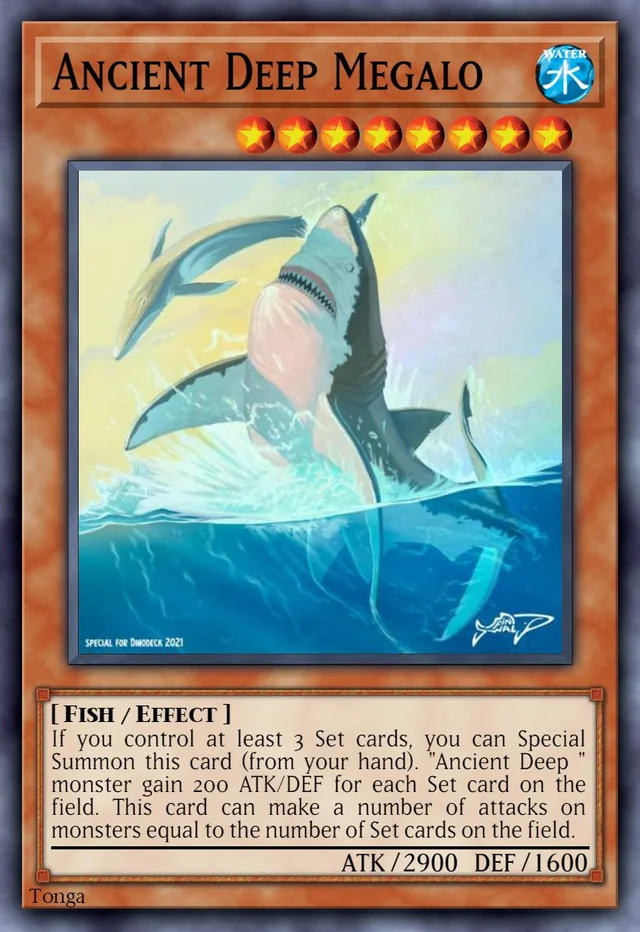 Ancient Deep Megalo
WATER
水
SPECIAL FOR DINODECK 2021
[ Fish / Effect ]
If you control at least 3 Set cards, you can Special
Summon this card (from your hand). "Ancient Deep "
monster gain 200 ATK/DEF for each Set card on the
field. This card can make a number of attacks on
monsters equal to the number of Set cards on the field.
ATK/2900 DEF/1600
Tonga